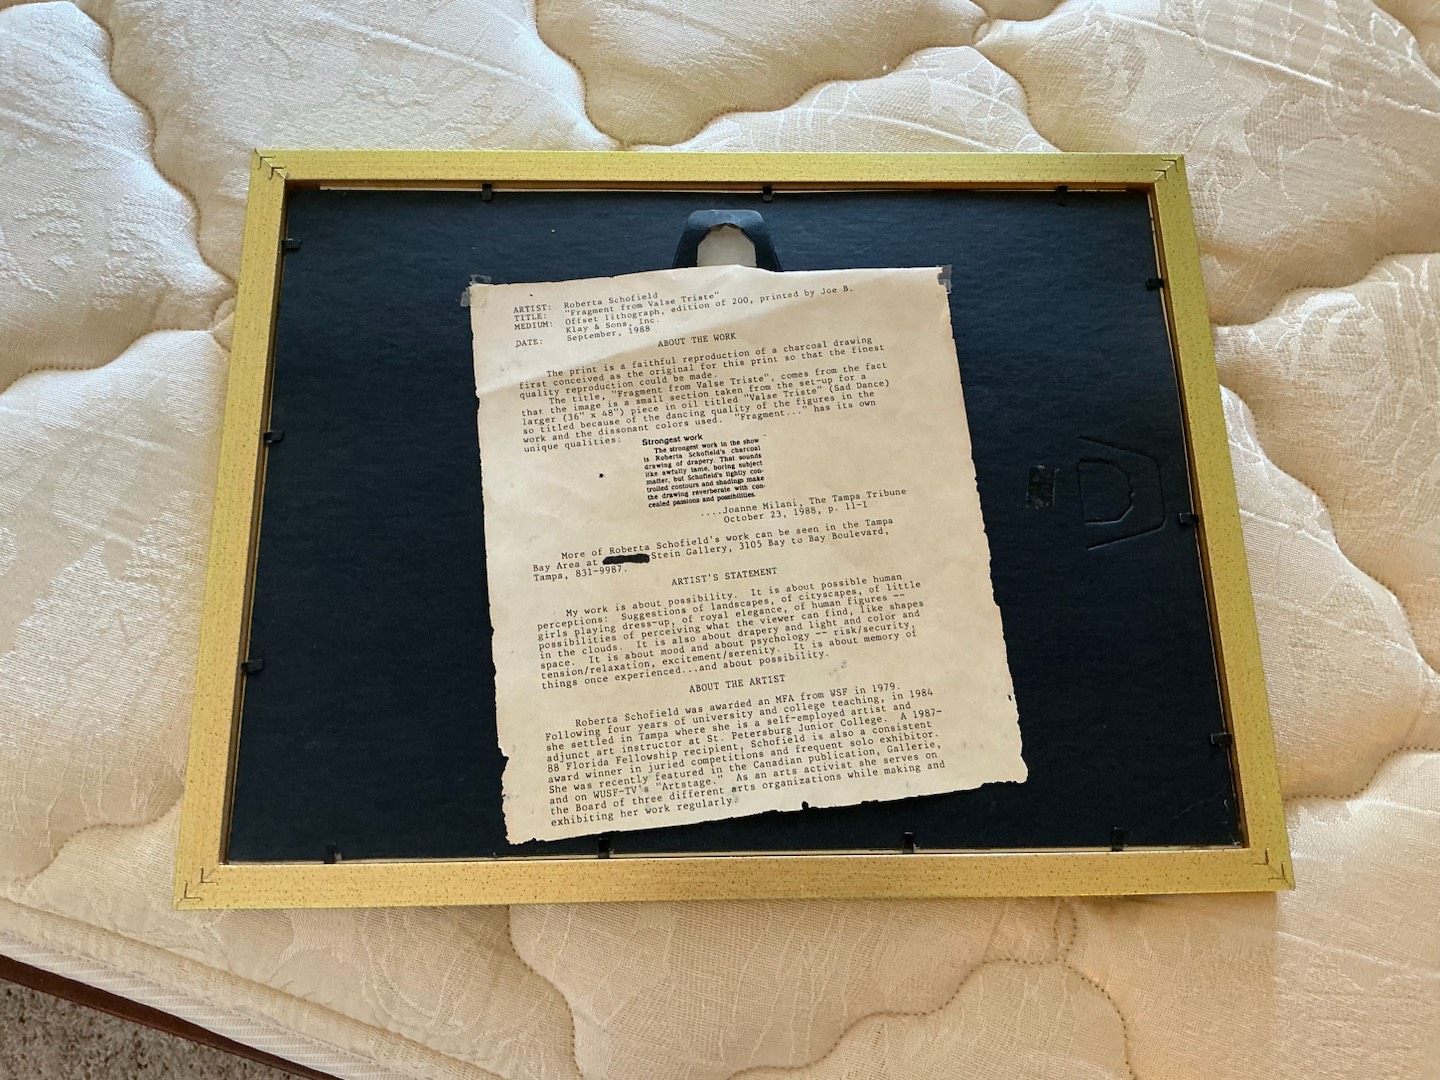 ARTIST: Roberta Schofield
TITLE: "Fragment from Valse Triste"
MEDIUM: Offset lithograph, edition of 200, printed by Joe B.
Klay & Sons, Inc.
DATE: September, 1988
ABOUT THE WORK
The print is a faithful reproduction of a charcoal drawing
first conceived as the original for this print so that the finest
quality reproduction could be made.
The title, "Fragment from Valse Triste", comes from the fact
that the image is a small section taken from the set-up for a
larger (36" x 48") piece in oil titled "Valse Triste" (Sad Dance)
so titled because of the dancing quality of the figures in the
work and the dissonant colors used. "Fragment..." has its own
unique qualities:
Strongest work
The strongest work in the show
is Roberta Schofield's charcoal
drawing of drapery. That sounds
like awfully tame, boring subject
matter, but Schofield's tightly con-
trolled contours and shadings make
the drawing reverberate with con-
cealed passions and possibilities.
....Joanne Milani, The Tampa Tribune
October 23, 1988, p. 11-I
More of Roberta Schofield's work can be seen in the Tampa
Bay Area at Stein Gallery, 3105 Bay to Bay Boulevard,
Tampa, 831-9987.
ARTIST'S STATEMENT
My work is about possibility. It is about possible human
perceptions: Suggestions of landscapes, of cityscapes, of little
girls playing dress-up, of royal elegance, of human figures --
possibilities of perceiving what the viewer can find, like shapes
in the clouds. It is also about drapery and light and color and
space. It is about mood and about psychology -- risk/security,
tension/relaxation, excitement/serenity. It is about memory of
things once experienced...and about possibility.
ABOUT THE ARTIST
Roberta Schofield was awarded an MFA from WSF in 1979.
Following four years of university and college teaching, in 1984
she settled in Tampa where she is a self-employed artist and
adjunct art instructor at St. Petersburg Junior College. A 1987-
88 Florida Fellowship recipient, Schofield is also a consistent
award winner in juried competitions and frequent solo exhibitor.
She was recently featured in the Canadian publication, Gallerie,
and on WUSF-TV's "Artstage." As an arts activist she serves on
the Board of three different arts organizations while making and
exhibiting her work regularly.